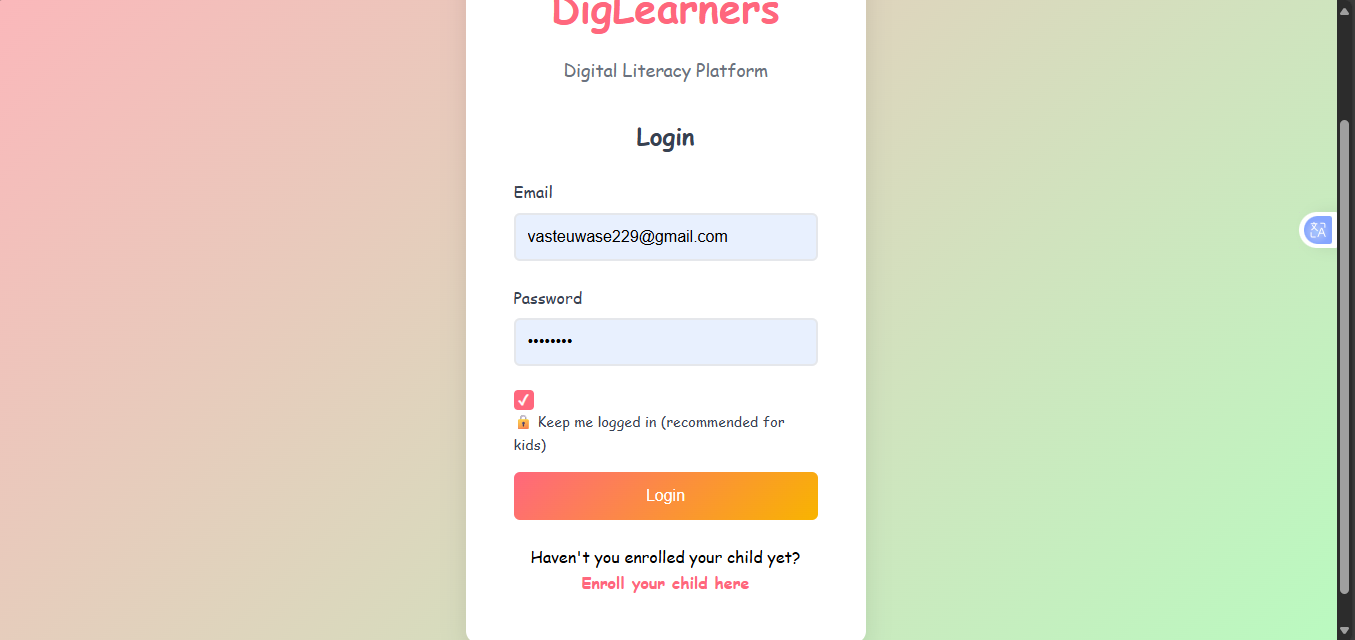 DigLearners
Digital Literacy Platform
Login
Email
vasteuwase229@gmail.com
Password
••••••••
🔒 Keep me logged in (recommended for
kids)
Login
Haven't you enrolled your child yet?
Enroll your child here